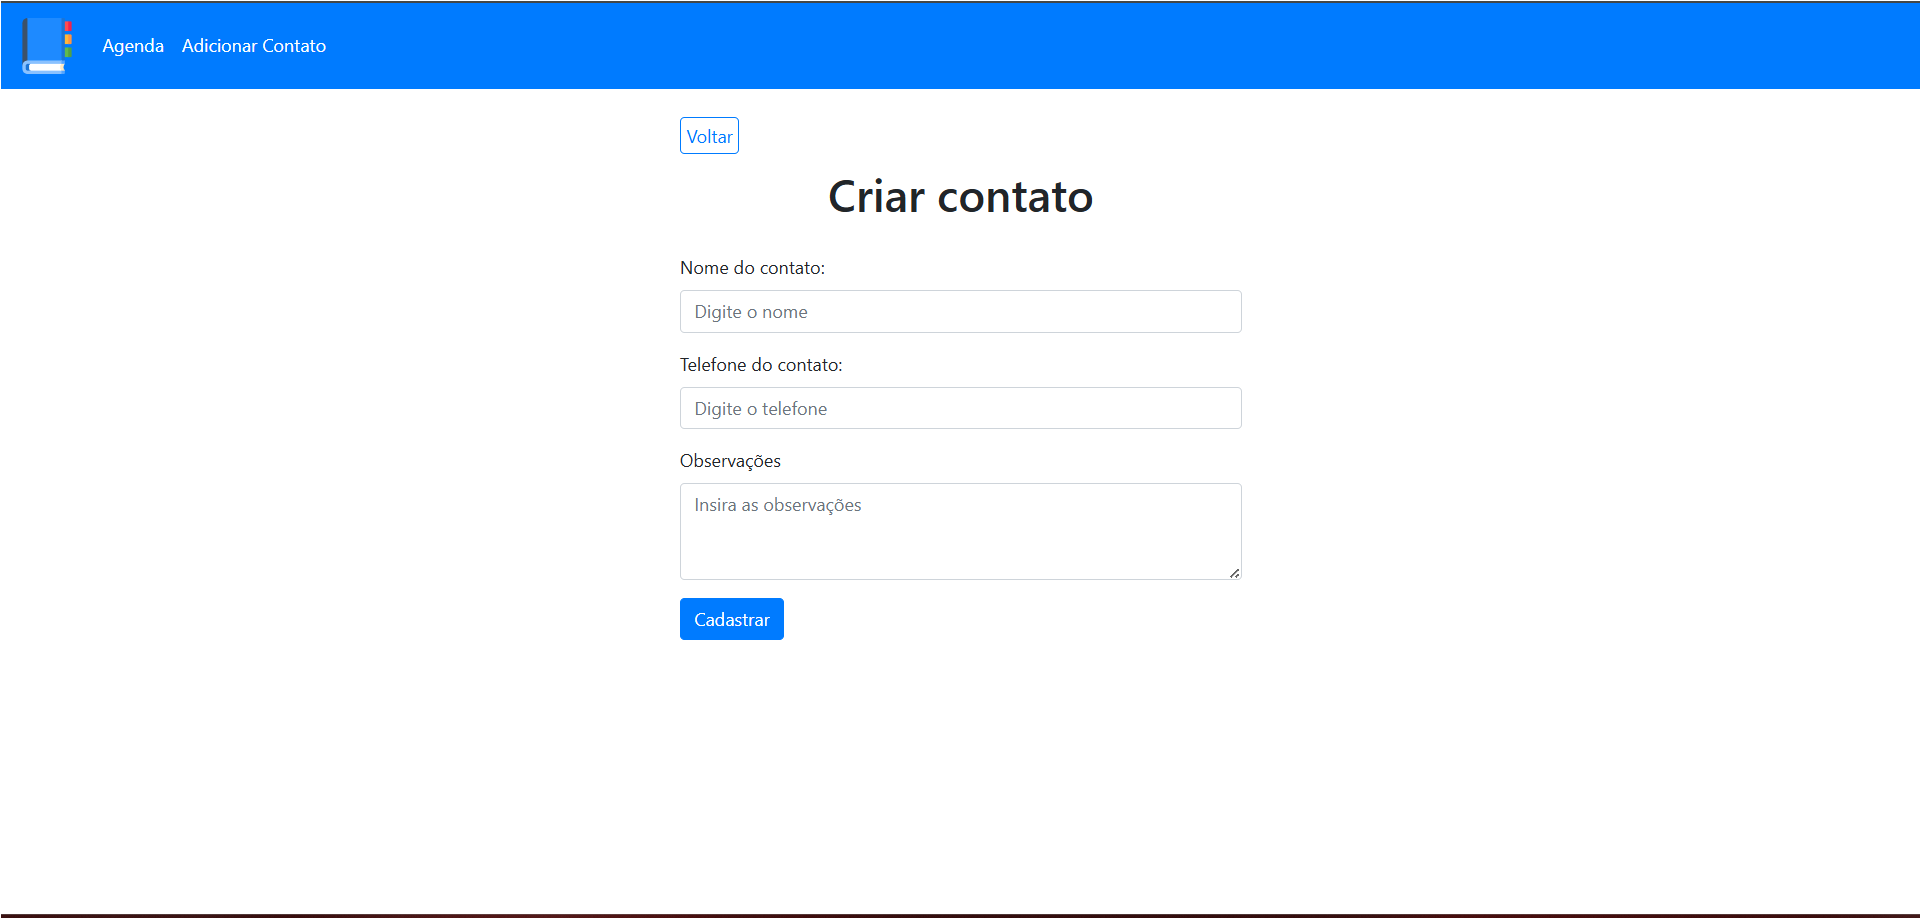 Agenda Adicionar Contato
Voltar
Criar contato
Nome do contato:
Digite o nome
Telefone do contato:
Digite o telefone
Observações
Insira as observações
Cadastrar